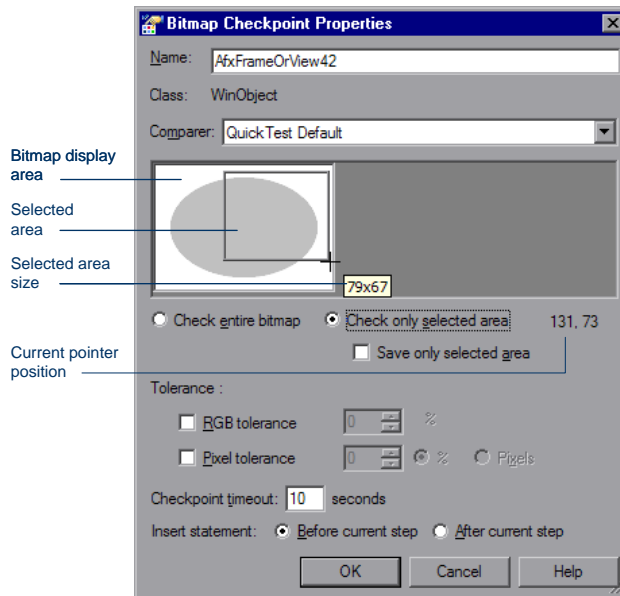 Bitmap Checkpoint Properties
Name: AfxFrameOrView42
Class: WinObject
Comparer: QuickTest Default
Bitmap display
area
Selected
area
Selected area
size
79x67
Check entire bitmap Check only selected area 131, 73
Save only selected area
Current pointer
position
Tolerance :
RGB tolerance 0 %
Pixel tolerance 0 % Pixels
Checkpoint timeout: 10 seconds
Insert statement: Before current step After current step
OK Cancel Help